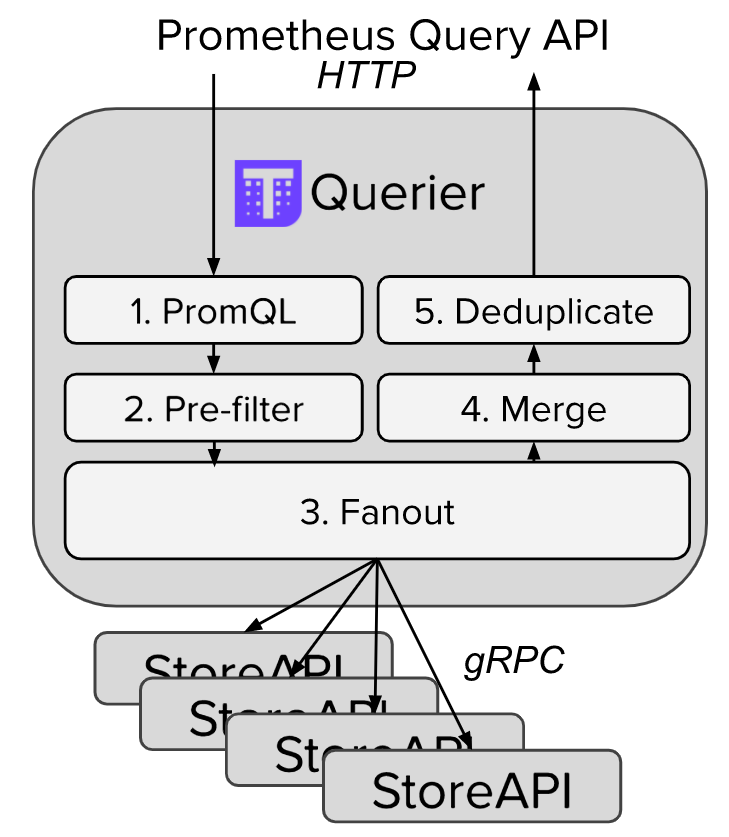 Prometheus Query API
HTTP
T Querier
1. PromQL
5. Deduplicate
2. Pre-filter
4. Merge
3. Fanout
gRPC
StoreAPI
StoreAPI
StoreAPI
StoreAPI